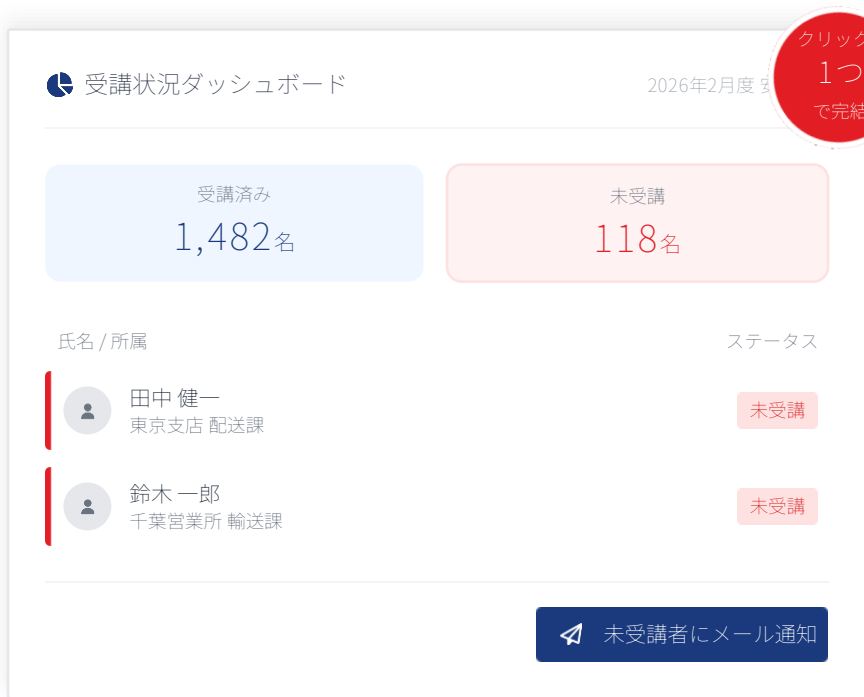 受講状況ダッシュボード
2026年2月度
クリック
1つ
で完結
受講済み
1,482名
未受講
118名
氏名 / 所属
ステータス
田中 健一
東京支店 配送課
未受講
鈴木 一郎
千葉営業所 輸送課
未受講
未受講者にメール通知